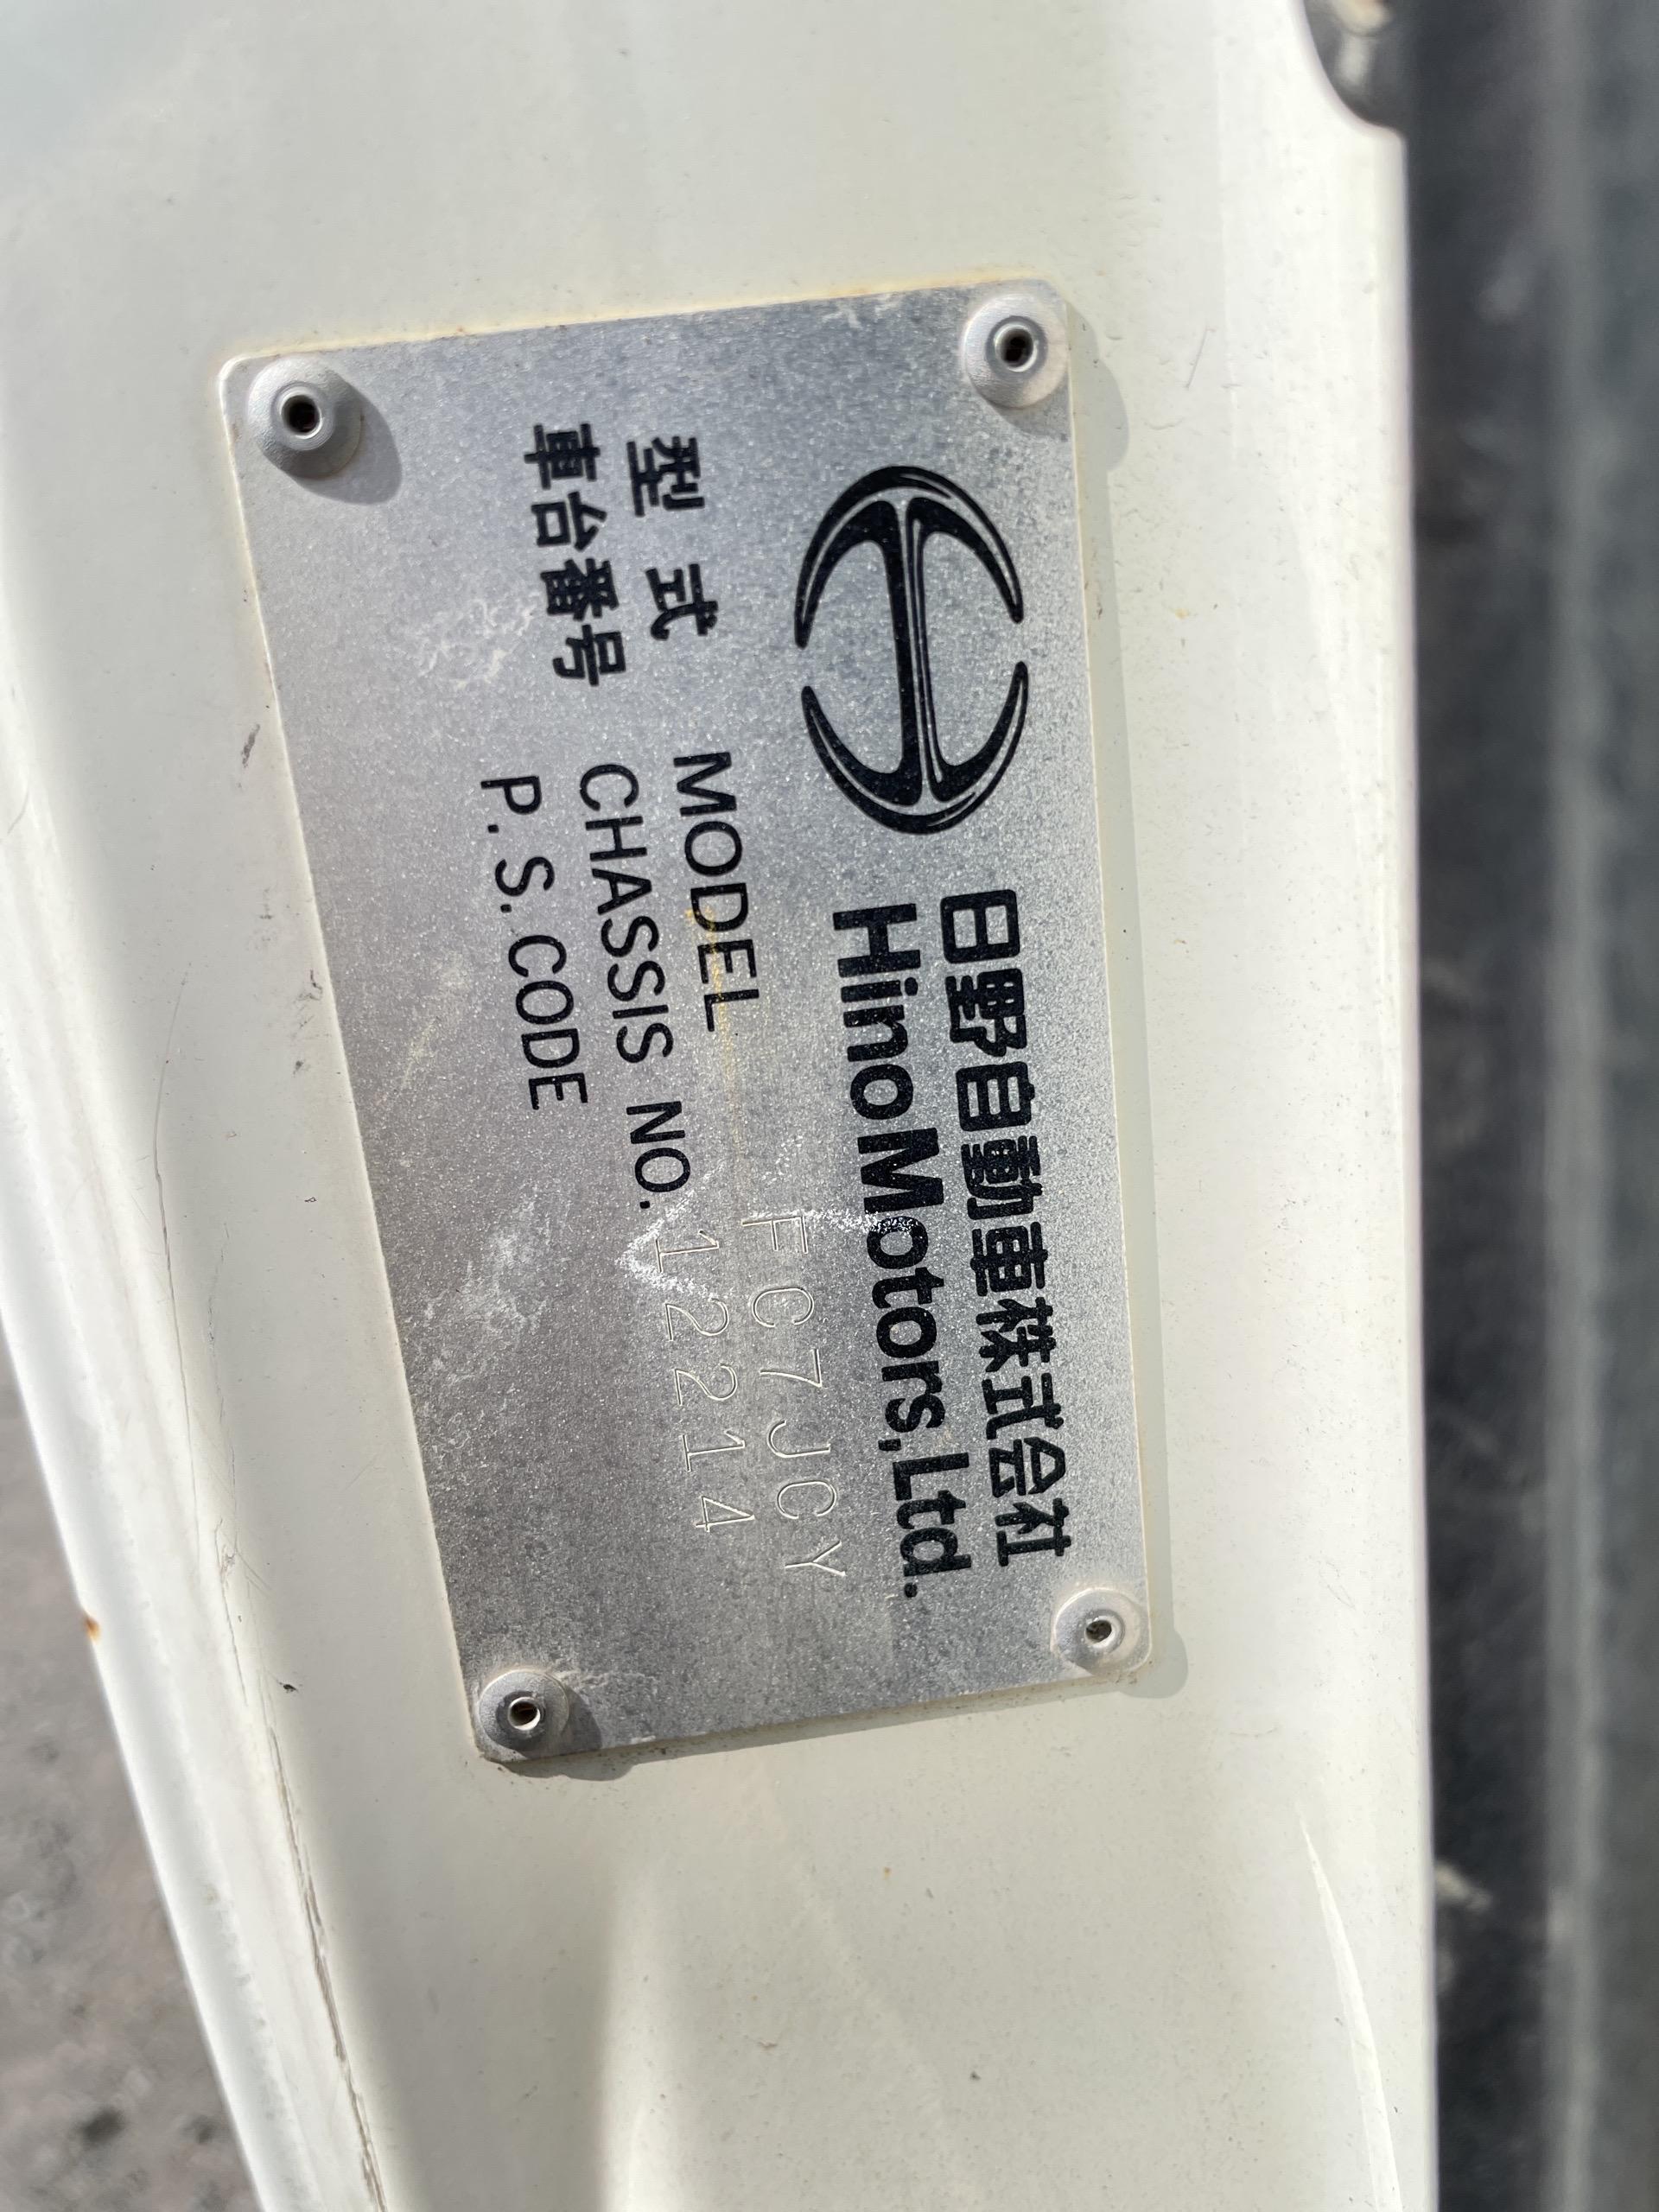 日野自動車株式会社
Hino Motors, Ltd.
型式 MODEL FC7JCY
車台番号 CHASSIS NO. 12214
P.S.CODE